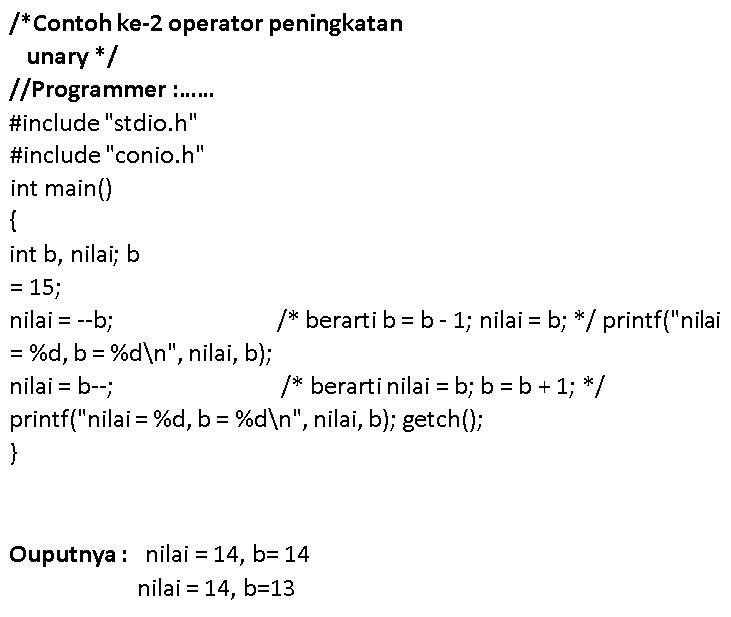 /*Contoh ke-2 operator peningkatan
unary */
//Programmer :......
#include "stdio.h"
#include "conio.h"
int main()
{
int b, nilai; b
= 15;
nilai = --b; /* berarti b = b - 1; nilai = b; */ printf("nilai
= %d, b = %d\n", nilai, b);
nilai = b--; /* berarti nilai = b; b = b + 1; */
printf("nilai = %d, b = %d\n", nilai, b); getch();
}
Ouputnya : nilai = 14, b= 14
nilai = 14, b=13